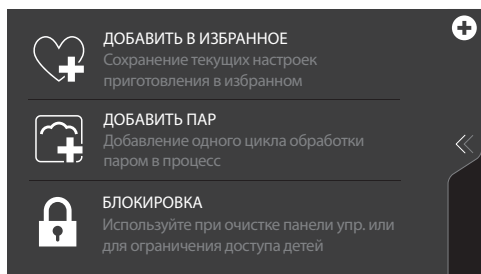 ДОБАВИТЬ В ИЗБРАННОЕ
Сохранение текущих настроек
приготовления в избранном
ДОБАВИТЬ ПАР
Добавление одного цикла обработки
паром в процесс
БЛОКИРОВКА
Используйте при очистке панели упр. или
для ограничения доступа детей